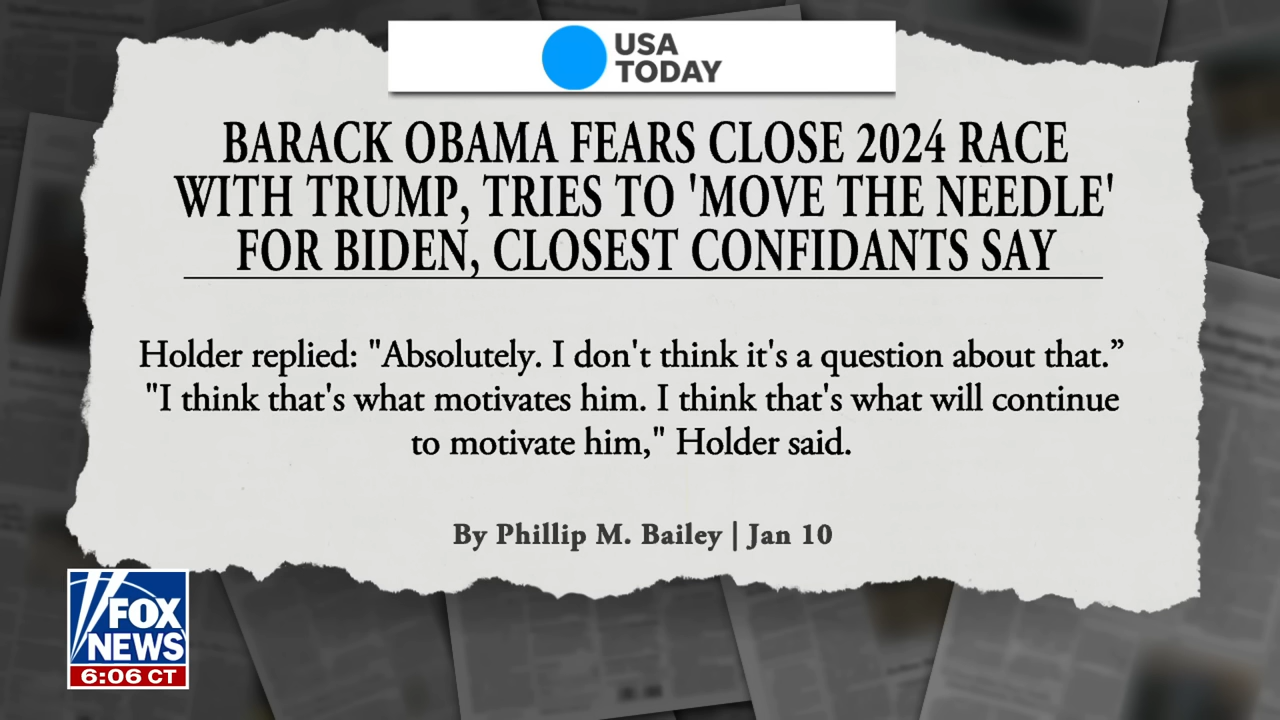 USA
TODAY
BARACK OBAMA FEARS CLOSE 2024 RACE
WITH TRUMP, TRIES TO 'MOVE THE NEEDLE'
FOR BIDEN, CLOSEST CONFIDANTS SAY
Holder replied: "Absolutely. I don't think it's a question about that.”
"I think that's what motivates him. I think that's what will continue
to motivate him," Holder said.
By Phillip M. Bailey | Jan 10
FOX
NEWS
6:06 CT